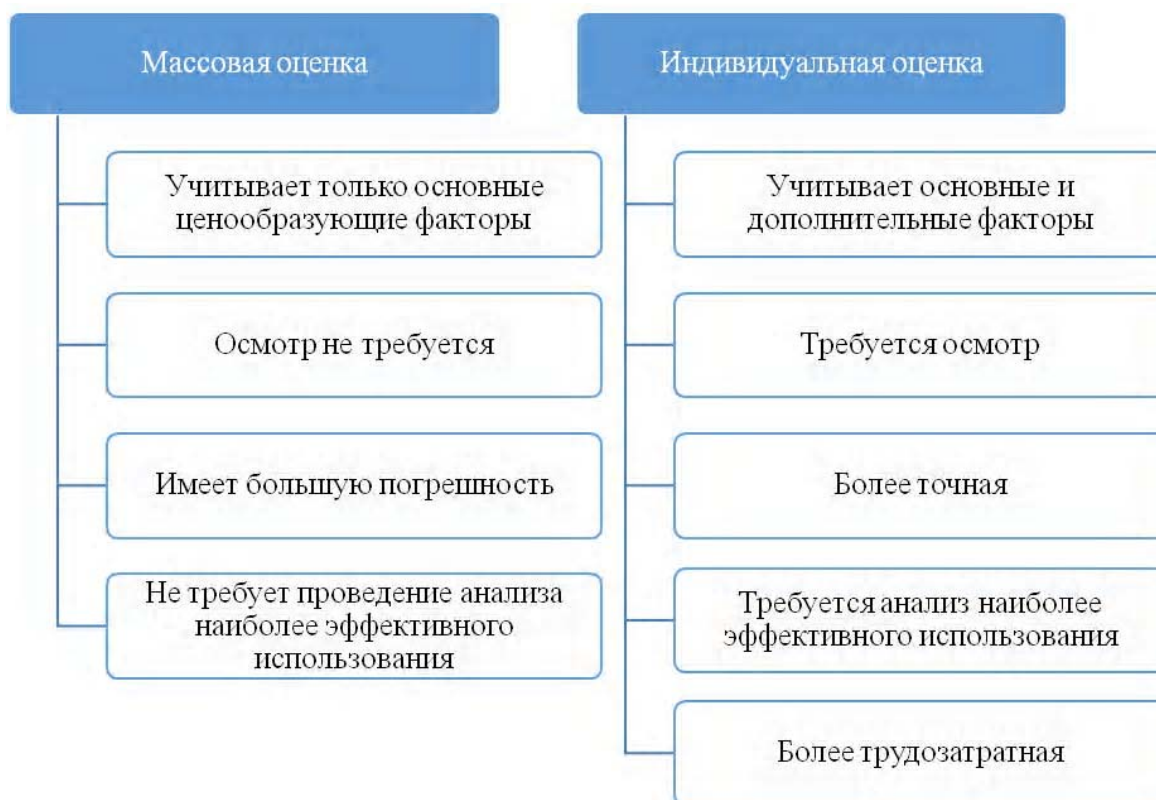 Массовая оценка
Учитывает только основные
ценообразующие факторы
Осмотр не требуется
Имеет большую погрешность
Не требует проведение анализа
наиболее эффективного
использования
Индивидуальная оценка
Учитывает основные и
дополнительные факторы
Требуется осмотр
Более точная
Требуется анализ наиболее
эффективного использования
Более трудозатратная